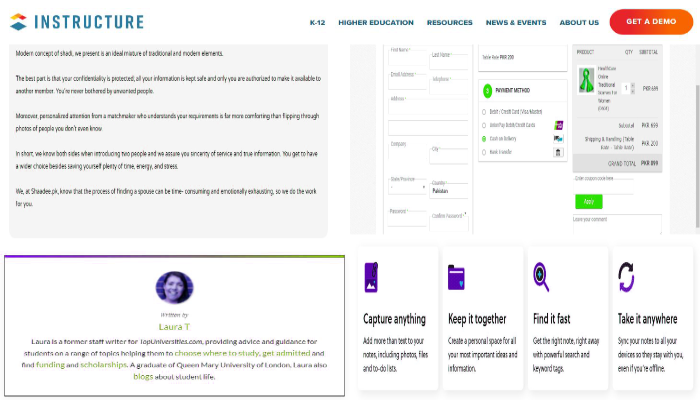 INSTRUCTURE
K-12 HIGHER EDUCATION RESOURCES NEWS & EVENTS ABOUT US GET A DEMO
Modern concept of shadi, we present is an ideal mixture of traditional and modern elements.
The best part is that your confidentiality is protected; all your information is kept safe and only you are authorized to make it available to
another member. You're never bothered by unwanted people.
Moreover, personalized attention from a matchmaker who understands your requirements is far more comforting than flipping through
photos of people you don't even know
In short, we know both sides when introducing two people and we assure you sincerity of service and true information. You get to have
a wider choice besides saving yourself plenty of time, energy, and stress.
We, at Shaadee.pk, know that the process of finding a spouse can be time- consuming and emotionally exhausting, so we do the work
for you.
First Name
Last Name
Email Address
Telephone
Address
Company
City
State/Province
Country
Pakistan
Password
Confirm Password
Table Rate PKR 200
3 PAYMENT METHOD
Debit / Credit Card (Visa/Master)
UnionPay Debit/Credit Cards
Cash on Delivery
Bank Transfer
PRODUCT QTY SUBTOTAL
1 PKR 699
Subtotal PKR 699
Shipping & Handling (Table
PKR 200
GRAND TOTAL PKR 899
Enter coupon code here
Apply
Leave your comment
Written by
Laura T
Laura is a former staff writer for TopUniversities.com, providing advice and guidance for
students on a range of topics helping them to choose where to study, get admitted and
find funding and scholarships. A graduate of Queen Mary University of London, Laura also
blogs about student life.
Capture anything
Add more than text to your
notes, including photos, files
and to-do lists.
Keep it together
Create a personal space for all
your most important ideas and
information.
Find it fast
Get the right note, right away
with powerful search and
keyword tags.
Take it anywhere
Sync your notes to all your
devices so they stay with you,
even if you're offline.